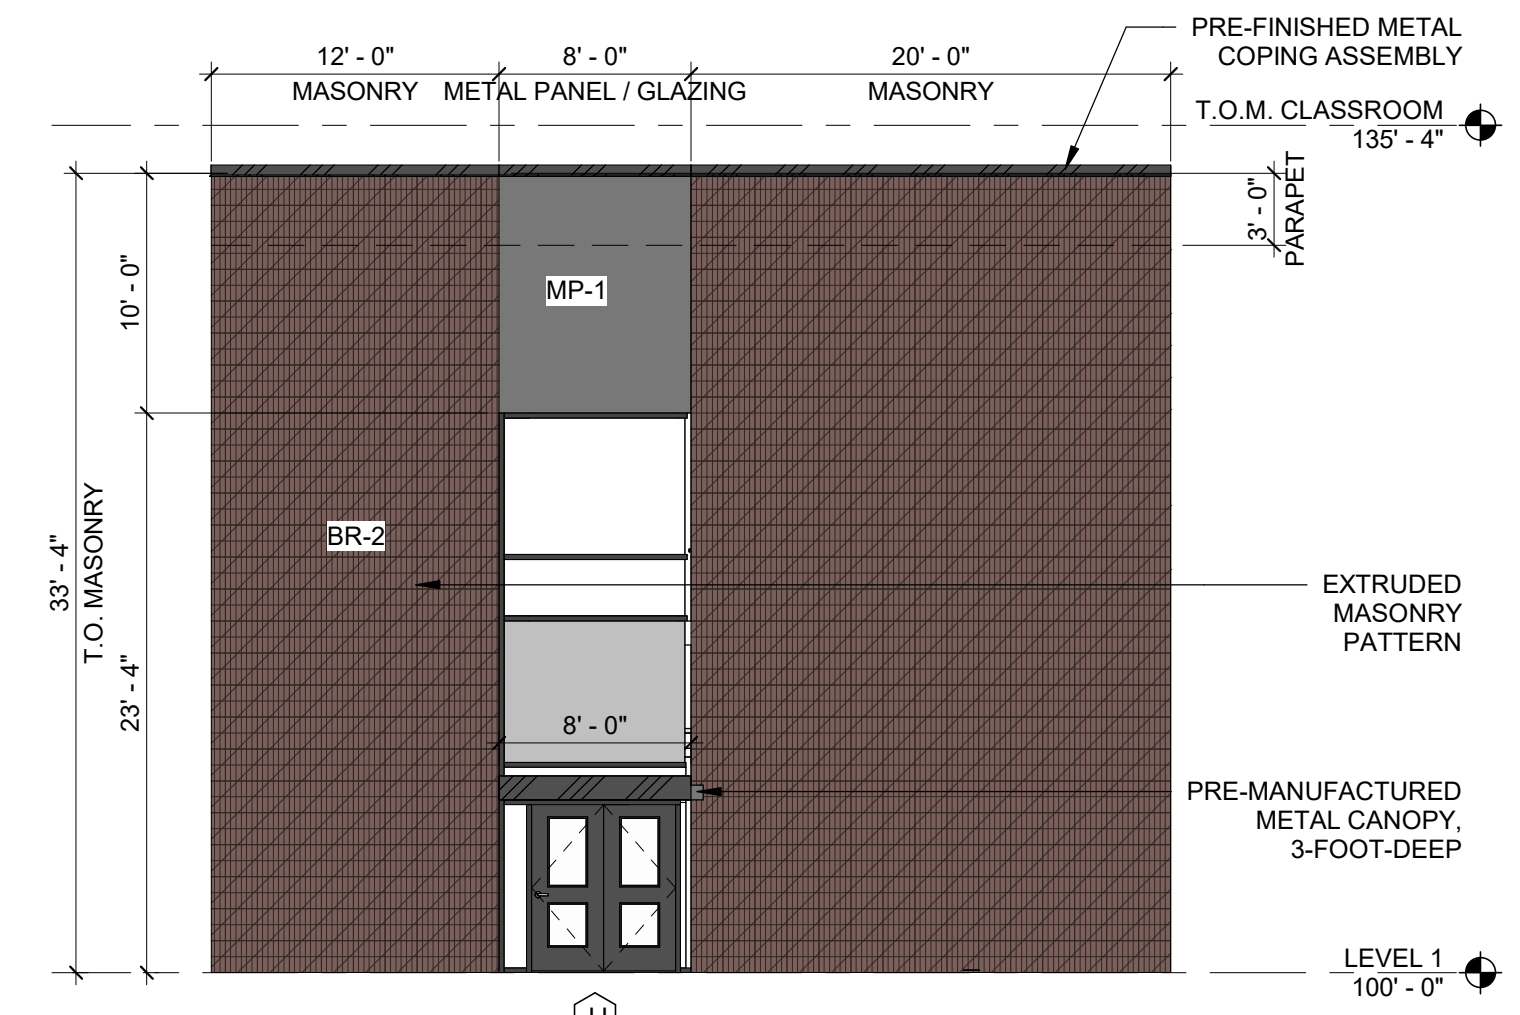 PRE-FINISHED METAL
COPING ASSEMBLY
12' - 0"
8' - 0"
20' - 0"
MASONRY
METAL PANEL / GLAZING
MASONRY
T.O.M. CLASSROOM
135' - 4"
3' - 0"
PARAPET
10' - 0"
MP-1
BR-2
33' - 4"
T.O. MASONRY
23' - 4"
EXTRUDED
MASONRY
PATTERN
8' - 0"
PRE-MANUFACTURED
METAL CANOPY,
3-FOOT-DEEP
LEVEL 1
100' - 0"